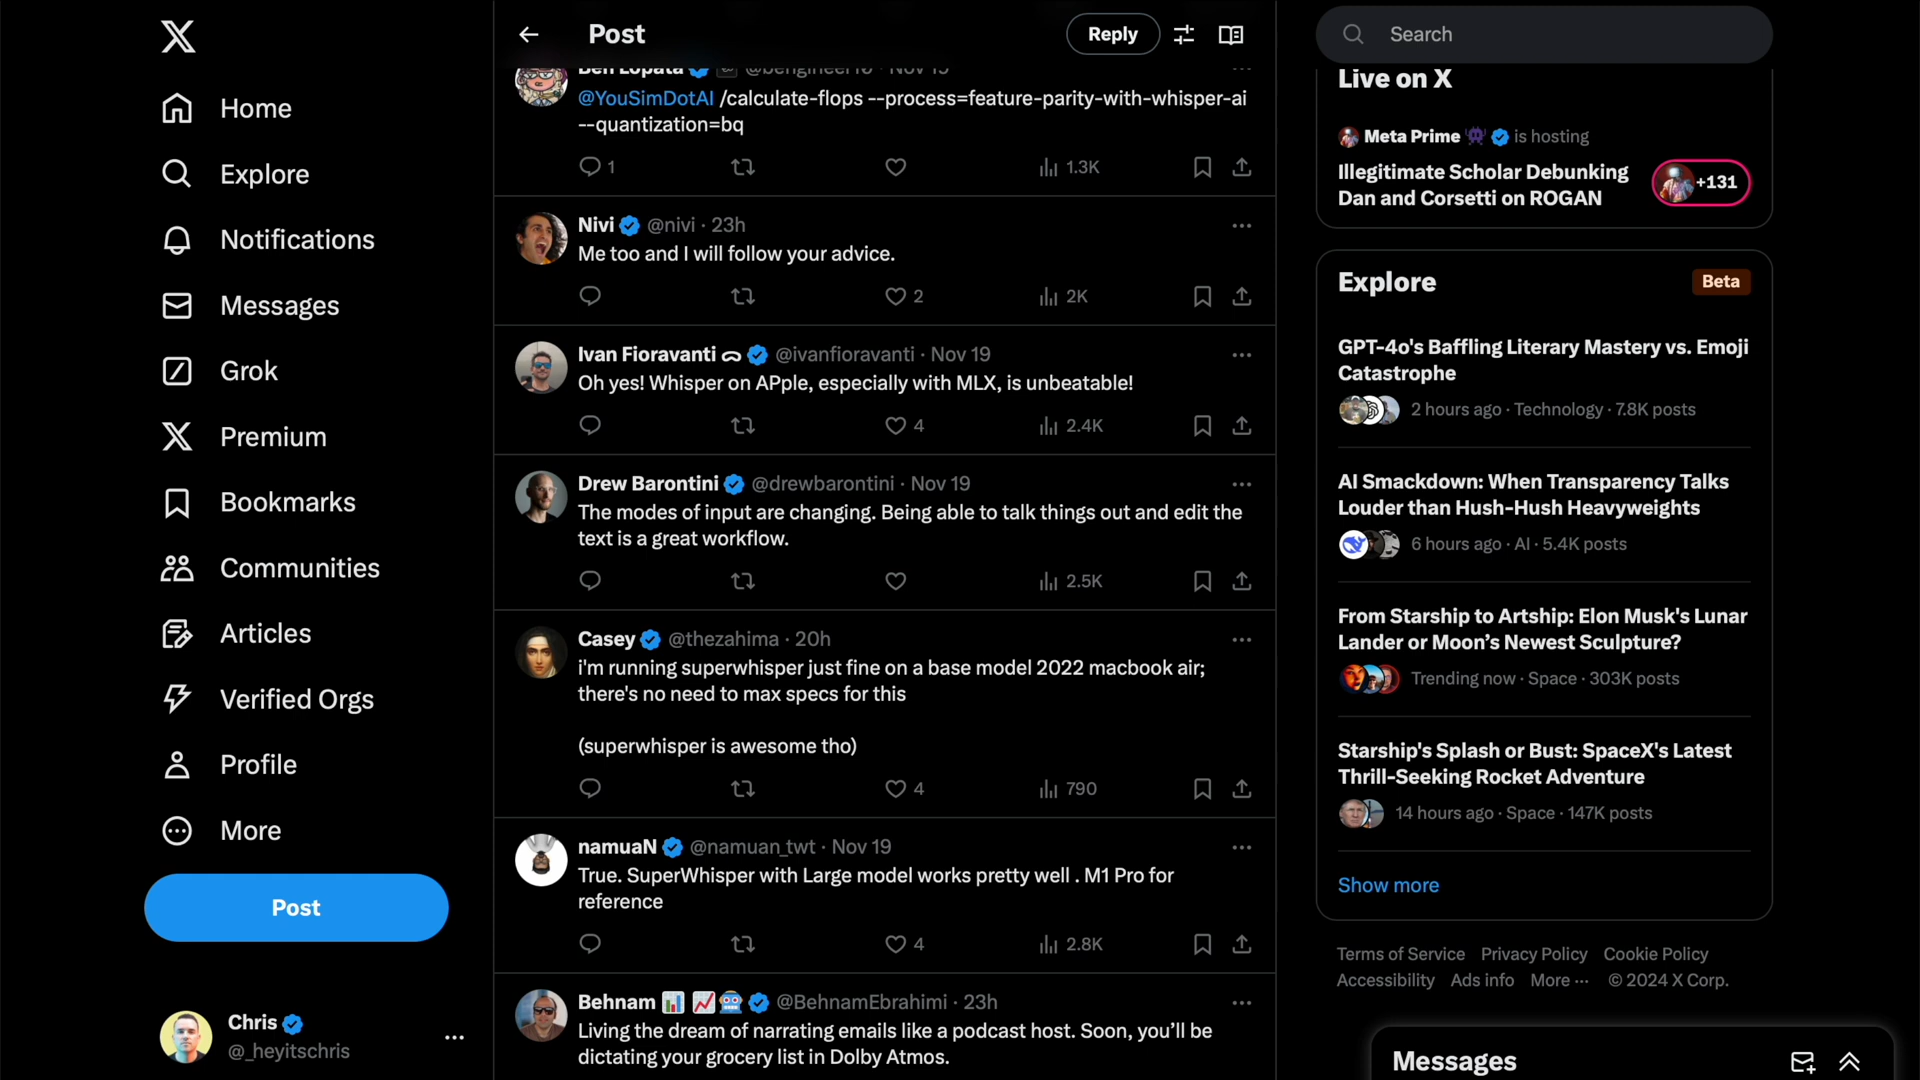 Home
Explore
Notifications
Messages
Grok
Premium
Bookmarks
Communities
Articles
Verified Orgs
Profile
More
Post
Chris
@_heyitschris
Post
Reply
Ben Lopata @bengineer10 · Nov 19
@YouSimDotAI /calculate-flops --process=feature-parity-with-whisper-ai
--quantization=bq
1
1.3K
Nivi @nivi · 23h
Me too and I will follow your advice.
2
2K
Ivan Fioravanti @ivanfioravanti · Nov 19
Oh yes! Whisper on APple, especially with MLX, is unbeatable!
4
2.4K
Drew Barontini @drewbarontini · Nov 19
The modes of input are changing. Being able to talk things out and edit the
text is a great workflow.
2.5K
Casey @thezahima · 20h
i'm running superwhisper just fine on a base model 2022 macbook air;
there's no need to max specs for this
(superwhisper is awesome tho)
4
790
namuaN @namuan_twt · Nov 19
True. SuperWhisper with Large model works pretty well . M1 Pro for
reference
4
2.8K
Behnam @BehnamEbrahimi · 23h
Living the dream of narrating emails like a podcast host. Soon, you’ll be
dictating your grocery list in Dolby Atmos.
Search
Live on X
Meta Prime is hosting
Illegitimate Scholar Debunking
Dan and Corsetti on ROGAN
+131
Explore
Beta
GPT-4o's Baffling Literary Mastery vs. Emoji
Catastrophe
2 hours ago · Technology · 7.8K posts
AI Smackdown: When Transparency Talks
Louder than Hush-Hush Heavyweights
6 hours ago · AI · 5.4K posts
From Starship to Artship: Elon Musk's Lunar
Lander or Moon’s Newest Sculpture?
Trending now · Space · 303K posts
Starship's Splash or Bust: SpaceX's Latest
Thrill-Seeking Rocket Adventure
14 hours ago · Space · 147K posts
Show more
Terms of Service Privacy Policy Cookie Policy
Accessibility Ads info More ··· © 2024 X Corp.
Messages